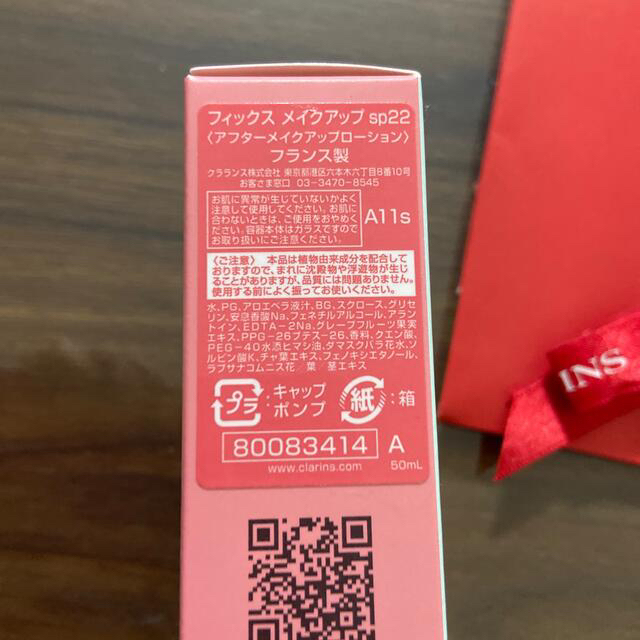 フィックス メイクアップ sp22
〈アフターメイクアップローション〉
フランス製
クラランス株式会社 東京都港区六本木六丁目8番10号
お客さま窓口 03-3470-8545
お肌に異常が生じていないかよく
注意して使用してください。お肌に
合わないときは、ご使用をおやめく
ださい。容器本体はガラスですので
お取り扱いにご注意ください。
A11s
〈ご注意〉 本品は植物由来成分を配合して
おりますので、まれに沈殿物や浮遊物が生じ
ることがありますが、品質には問題ありません。
使用する前によく振ってお使いください。
水,PG,アロエベラ液汁,BG,スクロース,グリセ
リン,安息香酸Na,フェネチルアルコール,アラン
トイン,EDTA-2Na,グレープフルーツ果実
エキス,PPG-26ブテス-26,香料,クエン酸,
PEG-40水添ヒマシ油,ダマスクバラ花水,ソ
ルビン酸K,チャ葉エキス,フェノキシエタノール,
ラプサナコムニス花/葉/茎エキス
プラ:キャップ
ポンプ
紙:箱
80083414 A
www.clarins.com 50mL
INS